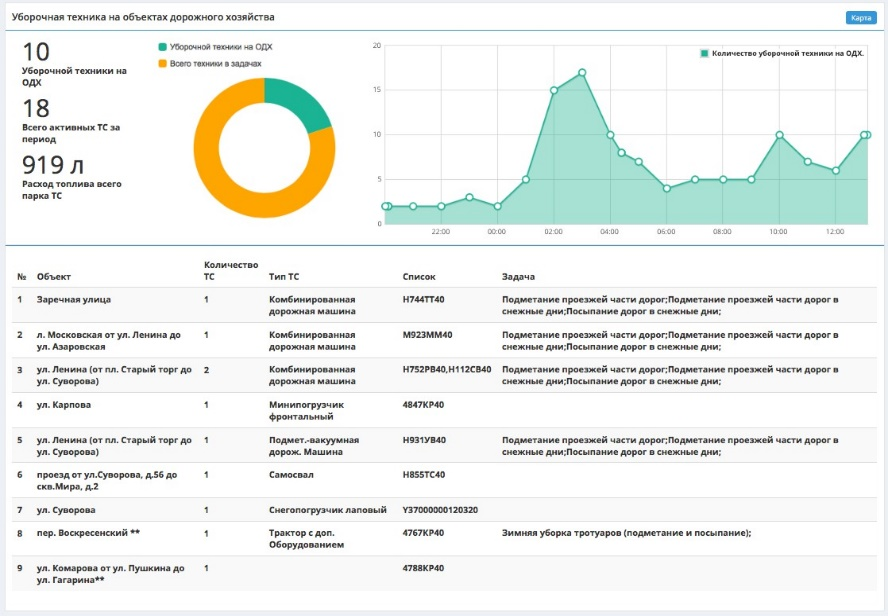 Уборочная техника на объектах дорожного хозяйства
Карта
10
Уборочной техники на
ОДХ
18
Всего активных ТС за
период
919 л
Расход топлива всего
парка ТС
Уборочной техники на ОДХ
Всего техники в задачах
Количество уборочной техники на ОДХ.
20
15
10
5
0
22:00 00:00 02:00 04:00 06:00 08:00 10:00 12:00
№ Объект Количество ТС Тип ТС Список Задача
1 Заречная улица 1 Комбинированная Н744ТТ40 Подметание проезжей части дорог;Подметание проезжей части дорог в
дорожная машина снежные дни;Посыпание дорог в снежные дни;
2 л. Московская от ул. Ленина до 1 Комбинированная М923ММ40 Подметание проезжей части дорог;Подметание проезжей части дорог в
ул. Азаровская дорожная машина снежные дни;Посыпание дорог в снежные дни;
3 ул. Ленина (от пл. Старый торг до 2 Комбинированная Н752РВ40,Н112СВ40 Подметание проезжей части дорог;Подметание проезжей части дорог в
ул. Суворова) дорожная машина снежные дни;Посыпание дорог в снежные дни;
4 ул. Карпова 1 Минипогрузчик 4847КР40
фронтальный
5 ул. Ленина (от пл. Старый торг до 1 Подмет.-вакуумная Н931УВ40 Подметание проезжей части дорог;Подметание проезжей части дорог в
ул. Суворова) дорож. Машина снежные дни;Посыпание дорог в снежные дни;
6 проезд от ул.Суворова, д.56 до 1 Самосвал Н855ТС40
скв.Мира, д.2
7 ул. Суворова 1 Снегопогрузчик лаповый Y37000000120320
8 пер. Воскресенский ** 1 Трактор с доп. 4767КР40 Зимняя уборка тротуаров (подметание и посыпание);
Оборудованием
9 ул. Комарова от ул. Пушкина до 1 4788КР40
ул. Гагарина**